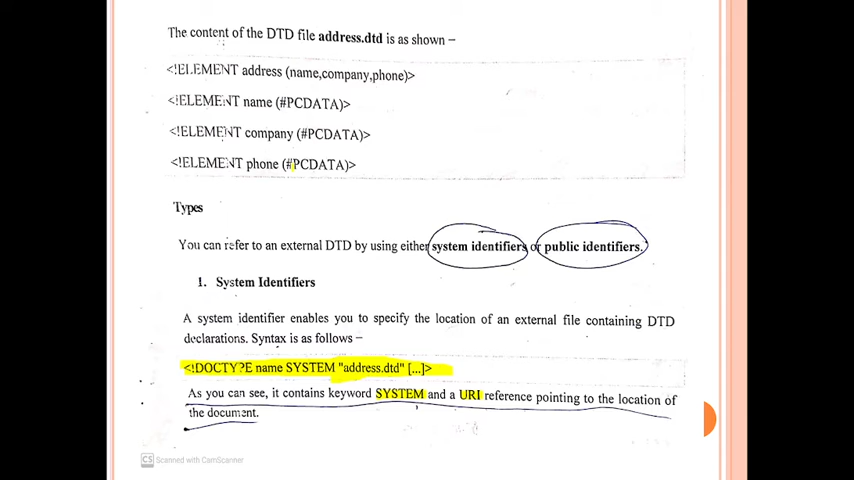 The content of the DTD file address.dtd is as shown –
<!ELEMENT address (name,company,phone)>
<!ELEMENT name (#PCDATA)>
<!ELEMENT company (#PCDATA)>
<!ELEMENT phone (#PCDATA)>
Types
You can refer to an external DTD by using either system identifiers or public identifiers.
1. System Identifiers
A system identifier enables you to specify the location of an external file containing DTD
declarations. Syntax is as follows –
<!DOCTY?E name SYSTEM "address.dtd" [...]>
As you can see, it contains keyword SYSTEM and a URI reference pointing to the location of
the document.
CS Scanned with CamScanner